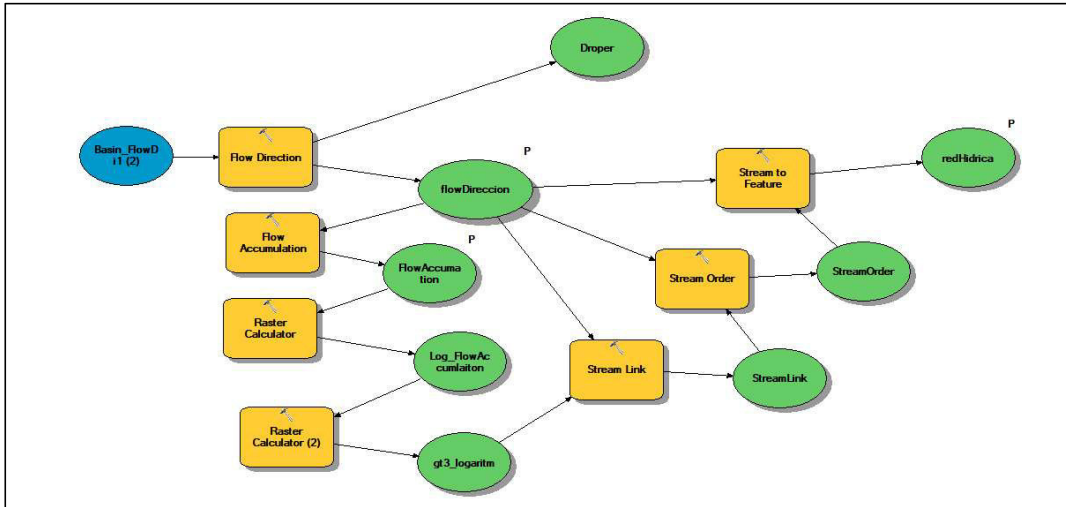 Droper
Basin_FlowD
i1 (2)
Flow Direction
P
flowDireccion
Stream to
Feature
P
redHidrica
Flow
Accumulation
P
FlowAccuma
tion
Stream Order
StreamOrder
Raster
Calculator
Log_FlowAc
cumlaiton
Stream Link
StreamLink
Raster
Calculator (2)
gt3_logaritm